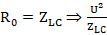 R₀ = Z_LC ⇒ U²/Z_LC